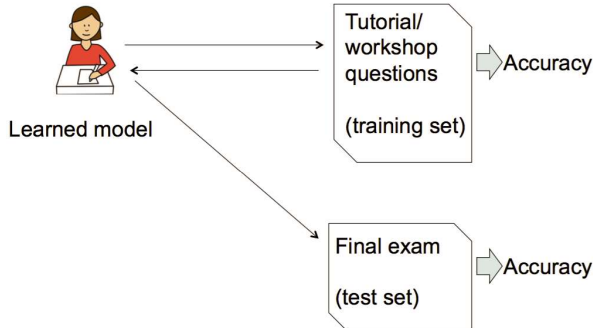 Tutorial/
workshop
questions
(training set)
Accuracy
Learned model
Final exam
(test set)
Accuracy